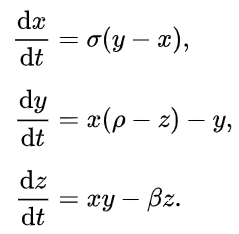 dx/dt = σ(y − x),
dy/dt = x(ρ − z) − y,
dz/dt = xy − βz.